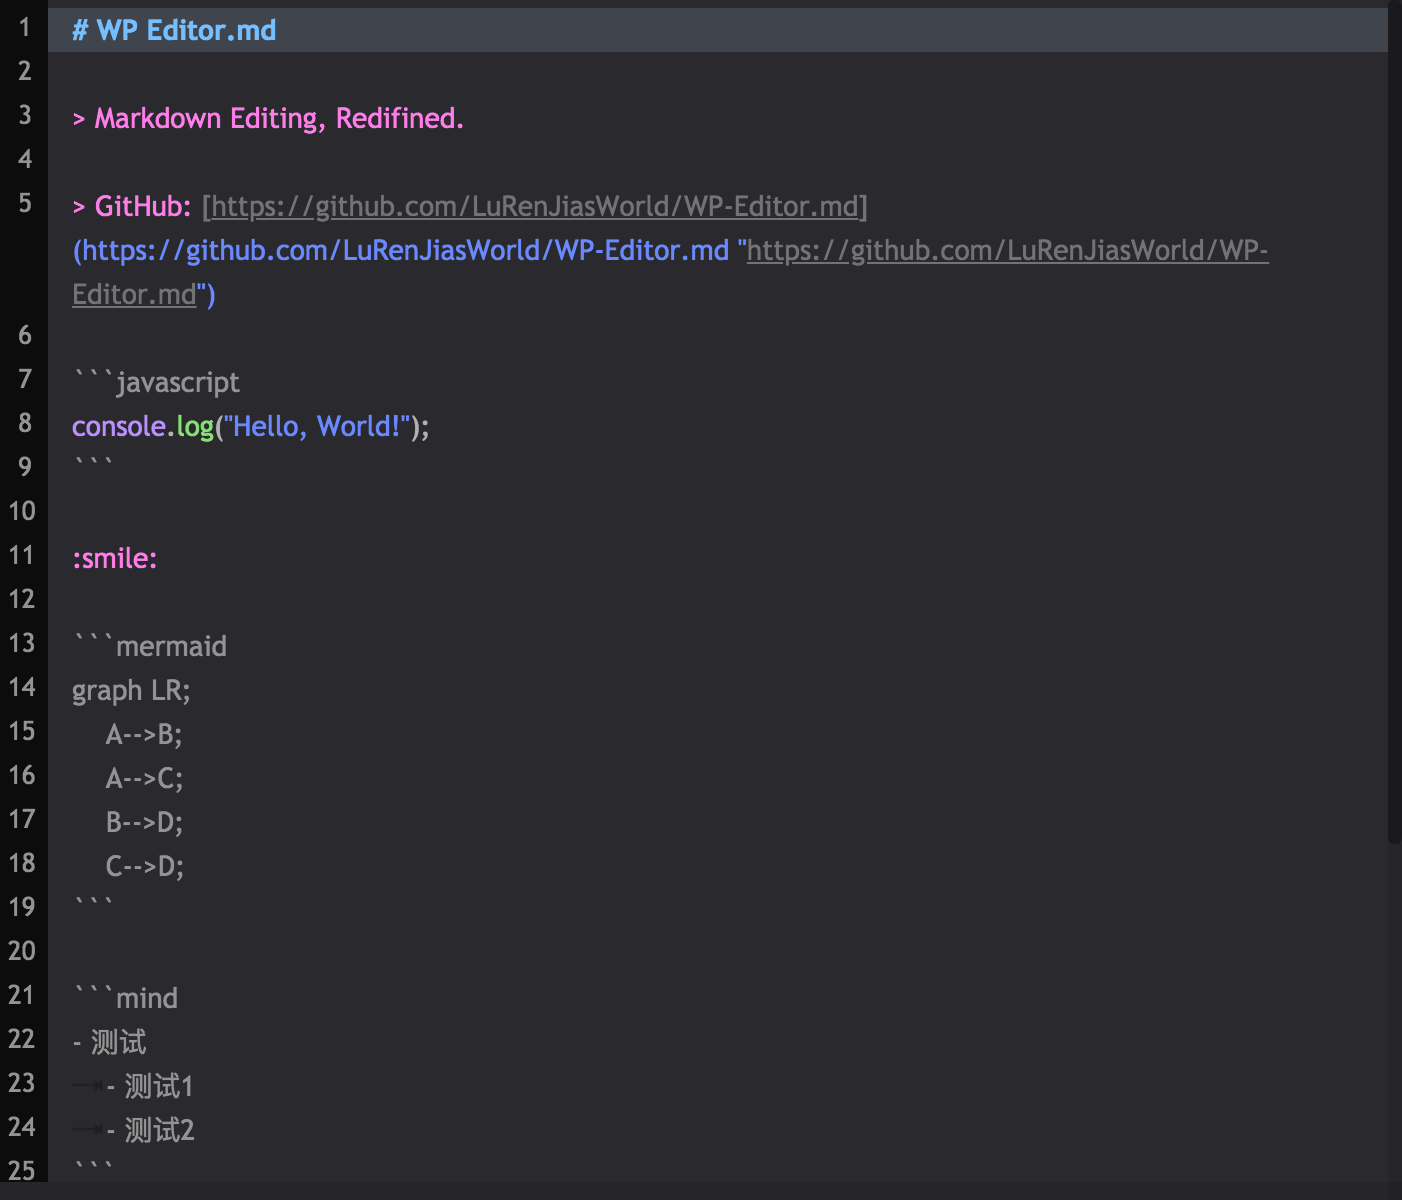 1 # WP Editor.md
2
3 > Markdown Editing, Redifined.
4
5 > GitHub: [https://github.com/LuRenJiasWorld/WP-Editor.md]
(https://github.com/LuRenJiasWorld/WP-Editor.md "https://github.com/LuRenJiasWorld/WP-
Editor.md")
6
7 ```javascript
8 console.log("Hello, World!");
9 ```
10
11 :smile:
12
13 ```mermaid
14 graph LR;
15     A-->B;
16     A-->C;
17     B-->D;
18     C-->D;
19 ```
20
21 ```mind
22 - 测试
23     - 测试1
24     - 测试2
25 ```